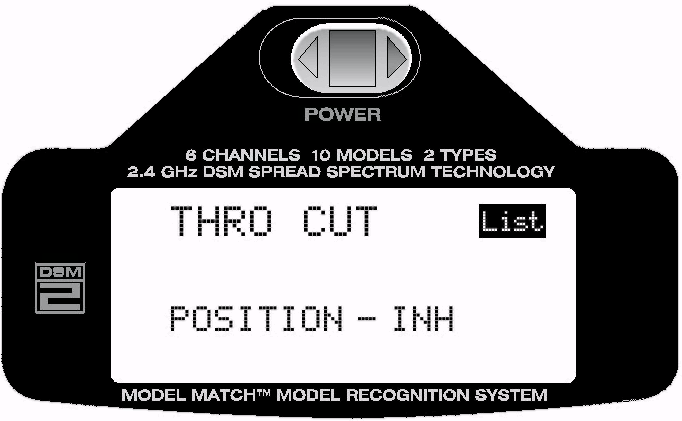 POWER
6 CHANNELS 10 MODELS 2 TYPES
2.4 GHz DSM SPREAD SPECTRUM TECHNOLOGY
THRO CUT List
DSM
2
POSITION - INH
MODEL MATCH™ MODEL RECOGNITION SYSTEM